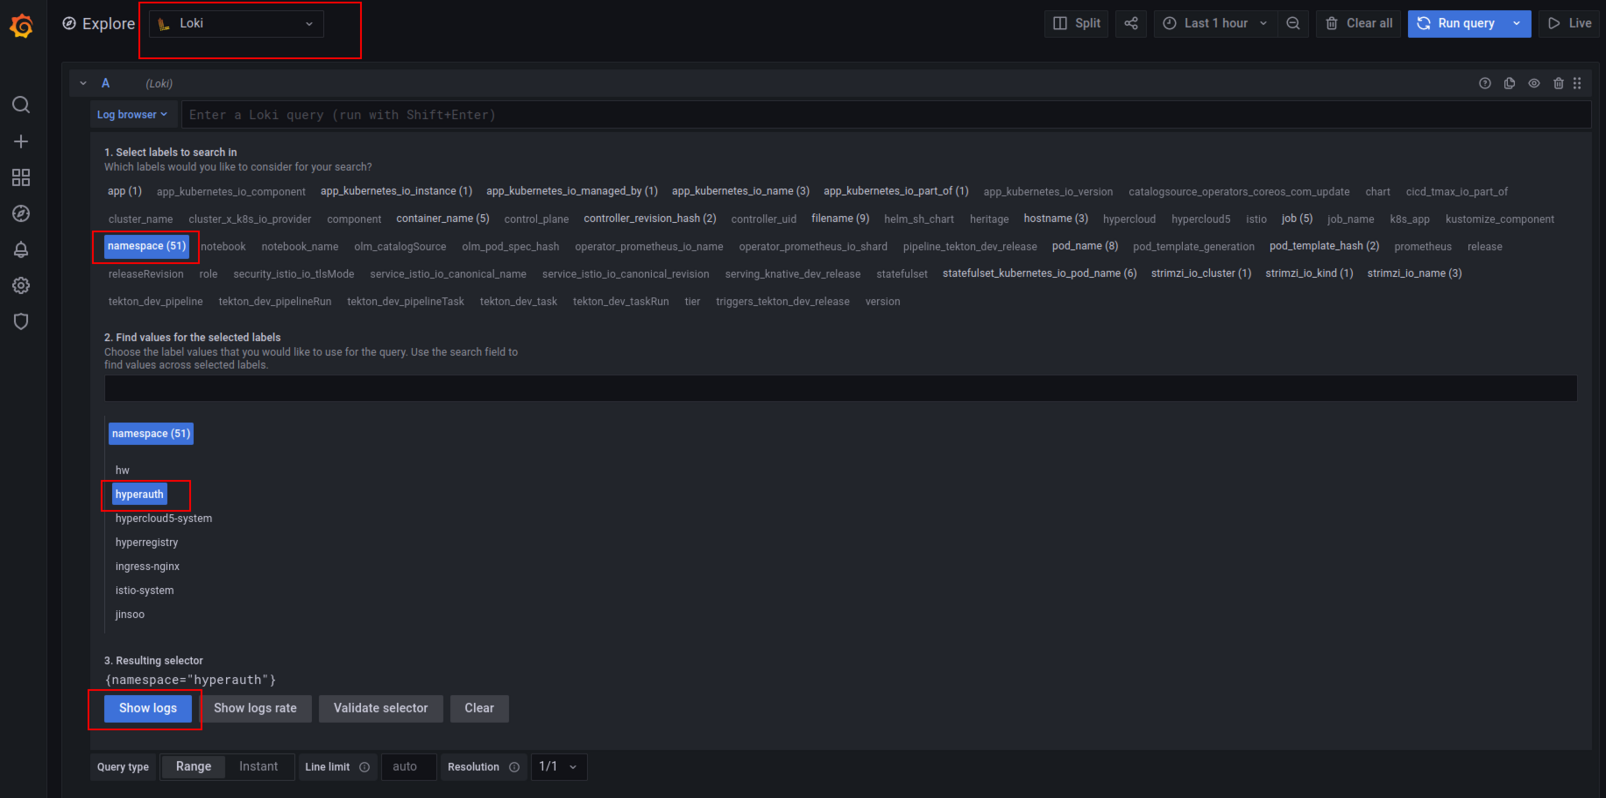 Explore Loki Split Last 1 hour Clear all Run query Live
A (Loki)
Log browser Enter a Loki query (run with Shift+Enter)
1. Select labels to search in
Which labels would you like to consider for your search?
app (1) app_kubernetes_io_component app_kubernetes_io_instance (1) app_kubernetes_io_managed_by (1) app_kubernetes_io_name (3) app_kubernetes_io_part_of (1) app_kubernetes_io_version catalogsource_operators_coreos_com_update chart cicd_tmax_io_part_of
cluster_name cluster_x_k8s_io_provider component container_name (5) control_plane controller_revision_hash (2) controller_uid filename (9) helm_sh_chart heritage hostname (3) hypercloud hypercloud5 istio job (5) job_name k8s_app kustomize_component
namespace (51) notebook notebook_name olm_catalogSource olm_pod_spec_hash operator_prometheus_io_name operator_prometheus_io_shard pipeline_tekton_dev_release pod_name (8) pod_template_generation pod_template_hash (2) prometheus release
releaseRevision role security_istio_io_tlsMode service_istio_io_canonical_name service_istio_io_canonical_revision serving_knative_dev_release statefulset statefulset_kubernetes_io_pod_name (6) strimzi_io_cluster (1) strimzi_io_kind (1) strimzi_io_name (3)
tekton_dev_pipeline tekton_dev_pipelineRun tekton_dev_pipelineTask tekton_dev_task tekton_dev_taskRun tier triggers_tekton_dev_release version
2. Find values for the selected labels
Choose the label values that you would like to use for the query. Use the search field to
find values across selected labels.
namespace (51)
hw
hyperauth
hypercloud5-system
hyperregistry
ingress-nginx
istio-system
jinsoo
3. Resulting selector
{namespace="hyperauth"}
Show logs Show logs rate Validate selector Clear
Query type Range Instant Line limit auto Resolution 1/1